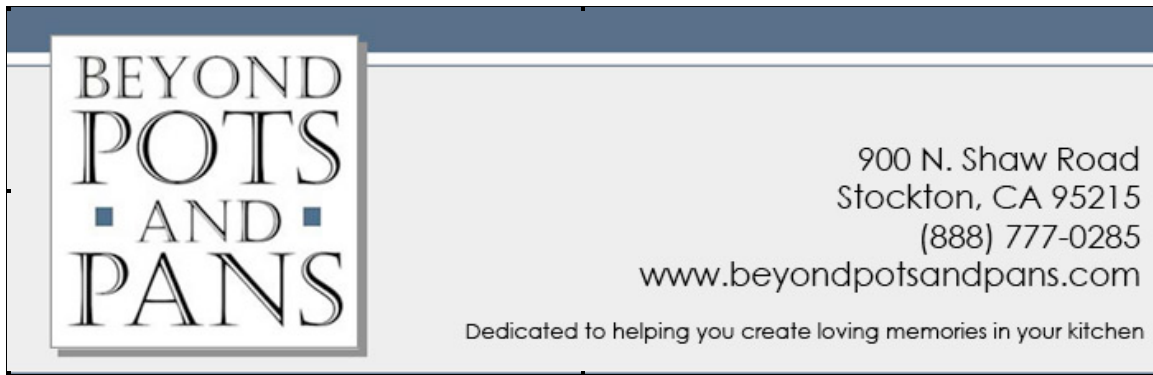 BEYOND
POTS
AND
PANS
900 N. Shaw Road
Stockton, CA 95215
(888) 777-0285
www.beyondpotsandpans.com
Dedicated to helping you create loving memories in your kitchen